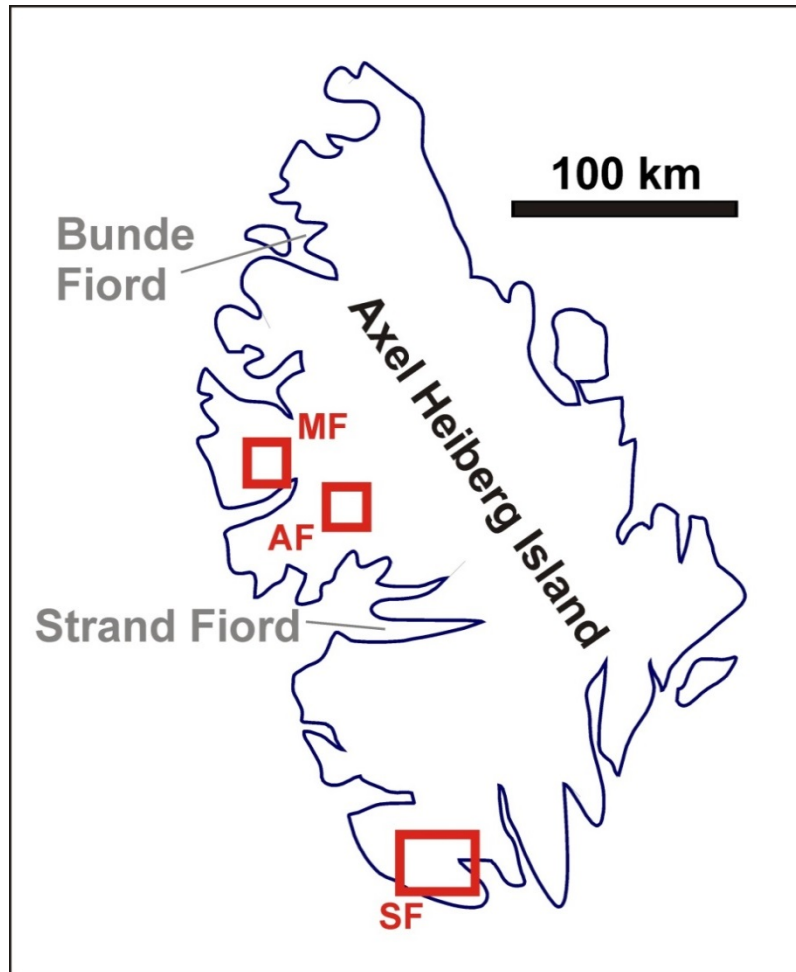 100 km
Bunde
Fiord
Axel Heiberg Island
MF
AF
Strand Fiord
SF